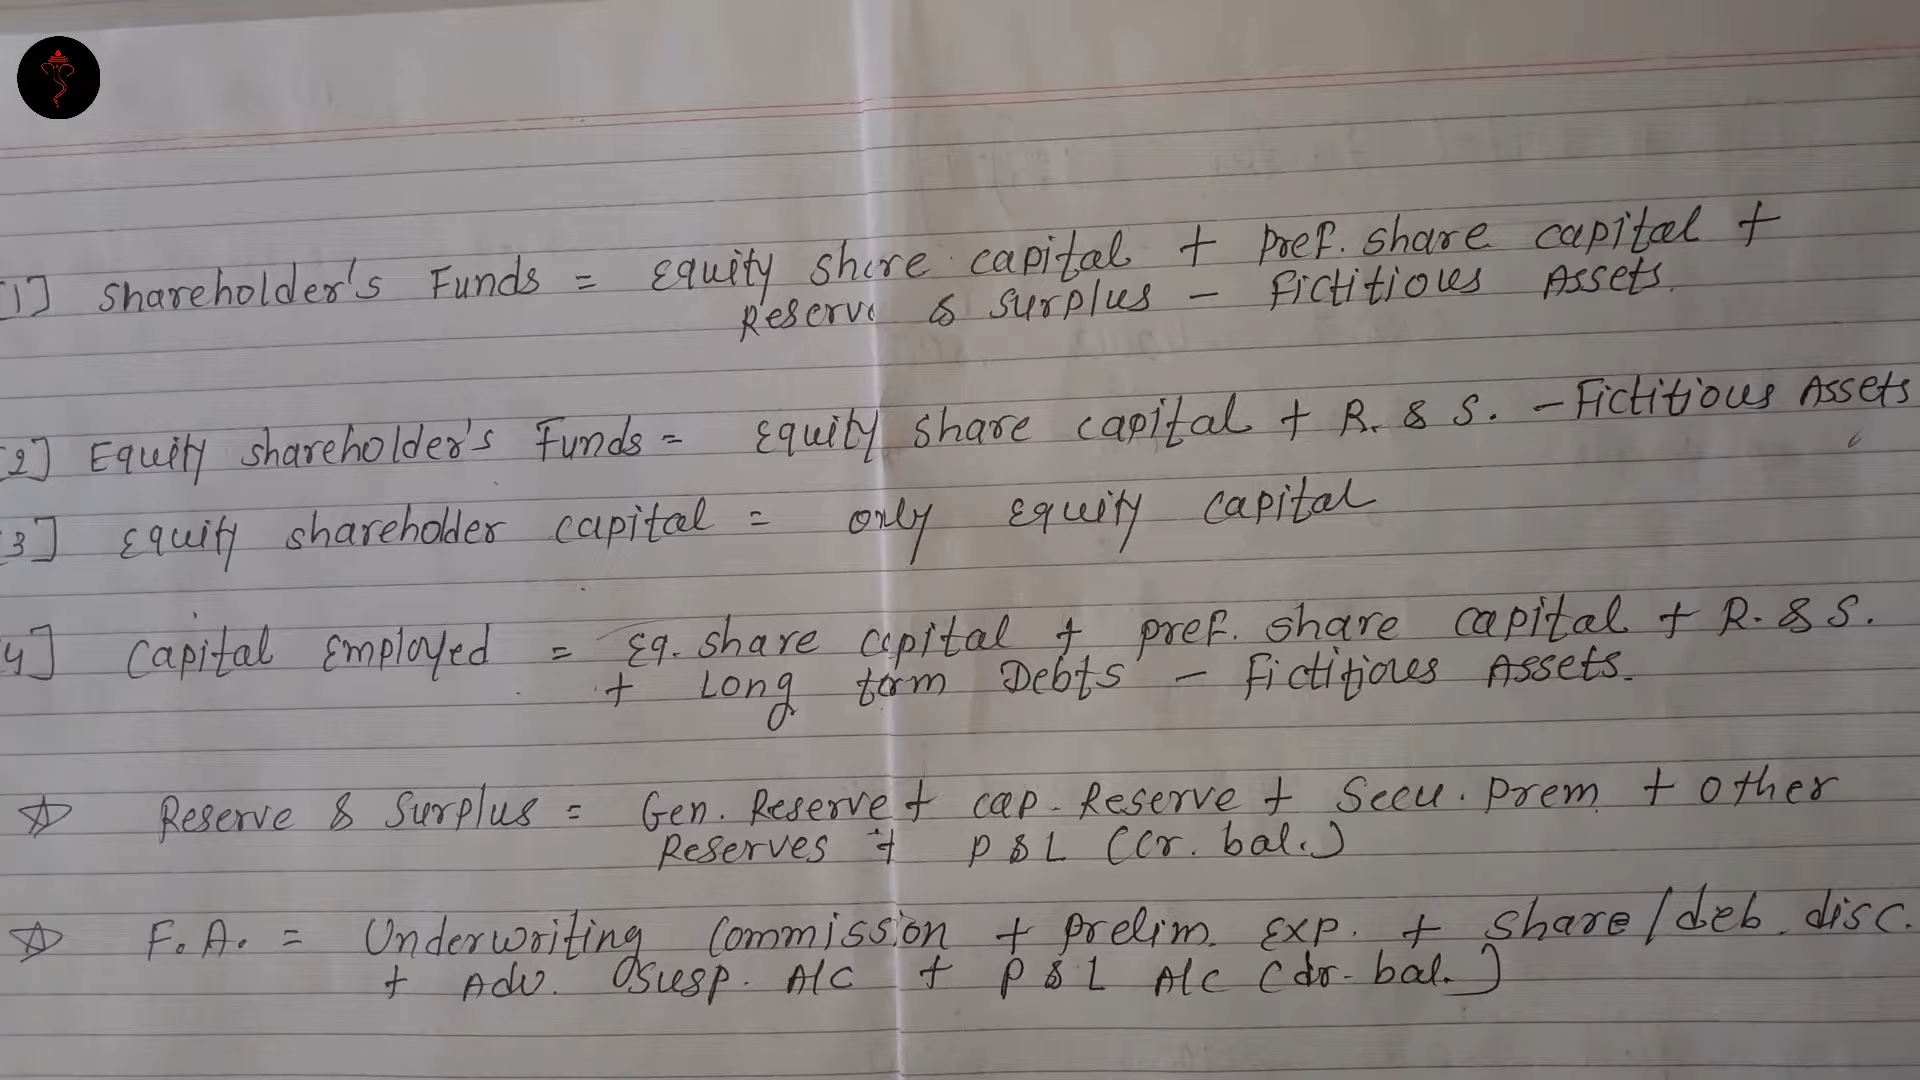 1] Shareholder's Funds = Equity share capital + Pref. share capital +
Reserve & Surplus - Fictitious Assets.
2] Equity shareholder's Funds = Equity share capital + R. & S. - Fictitious Assets
3] Equity shareholder capital = only Equity capital
4] Capital Employed = Eq. share capital + pref. share capital + R. & S.
+ Long term Debts - Fictitious Assets.
☆ Reserve & Surplus = Gen. Reserve + cap. Reserve + Secu. Prem + other
Reserves + P & L (cr. bal.)
☆ F.A. = Underwriting Commission + Prelim. Exp. + Share/deb. disc.
+ Adv. Susp. A/C + P & L A/c (dr. bal.)